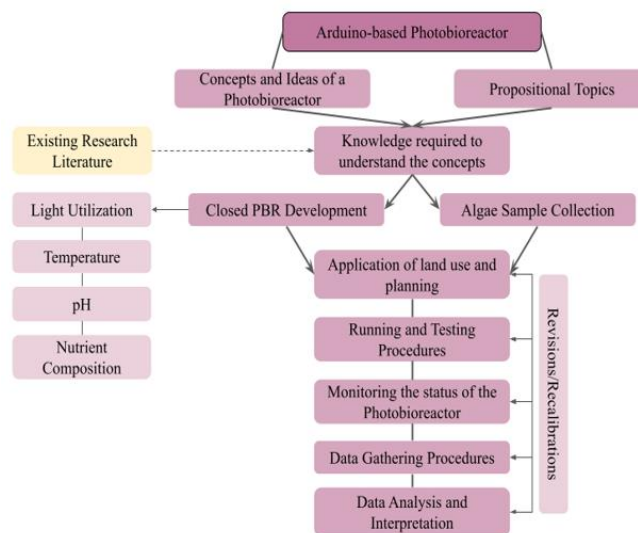 Arduino-based Photobioreactor
Concepts and Ideas of a
Photobioreactor
Propositional Topics
Existing Research
Literature
Knowledge required to
understand the concepts
Light Utilization
Closed PBR Development
Algae Sample Collection
Temperature
Application of land use and
planning
pH
Running and Testing
Procedures
Nutrient
Composition
Monitoring the status of the
Photobioreactor
Data Gathering Procedures
Data Analysis and
Interpretation
Revisions/Recalibrations